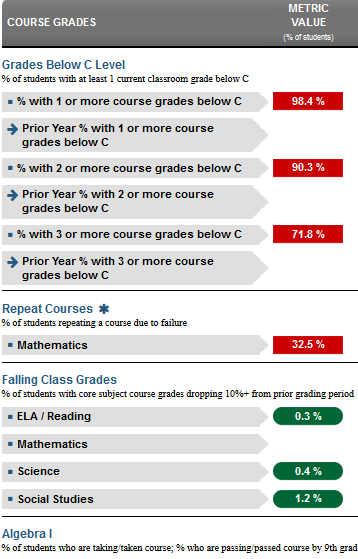 COURSE GRADES
METRIC
VALUE
(% of students)
Grades Below C Level
% of students with at least 1 current classroom grade below C
% with 1 or more course grades below C
98.4 %
Prior Year % with 1 or more course
grades below C
% with 2 or more course grades below C
90.3 %
Prior Year % with 2 or more course
grades below C
% with 3 or more course grades below C
71.8 %
Prior Year % with 3 or more course
grades below C
Repeat Courses *
% of students repeating a course due to failure
Mathematics
32.5 %
Falling Class Grades
% of students with core subject course grades dropping 10%+ from prior grading period
ELA / Reading
0.3 %
Mathematics
Science
0.4 %
Social Studies
1.2 %
Algebra I
% of students who are taking/taken course; % who are passing/passed course by 9th grad